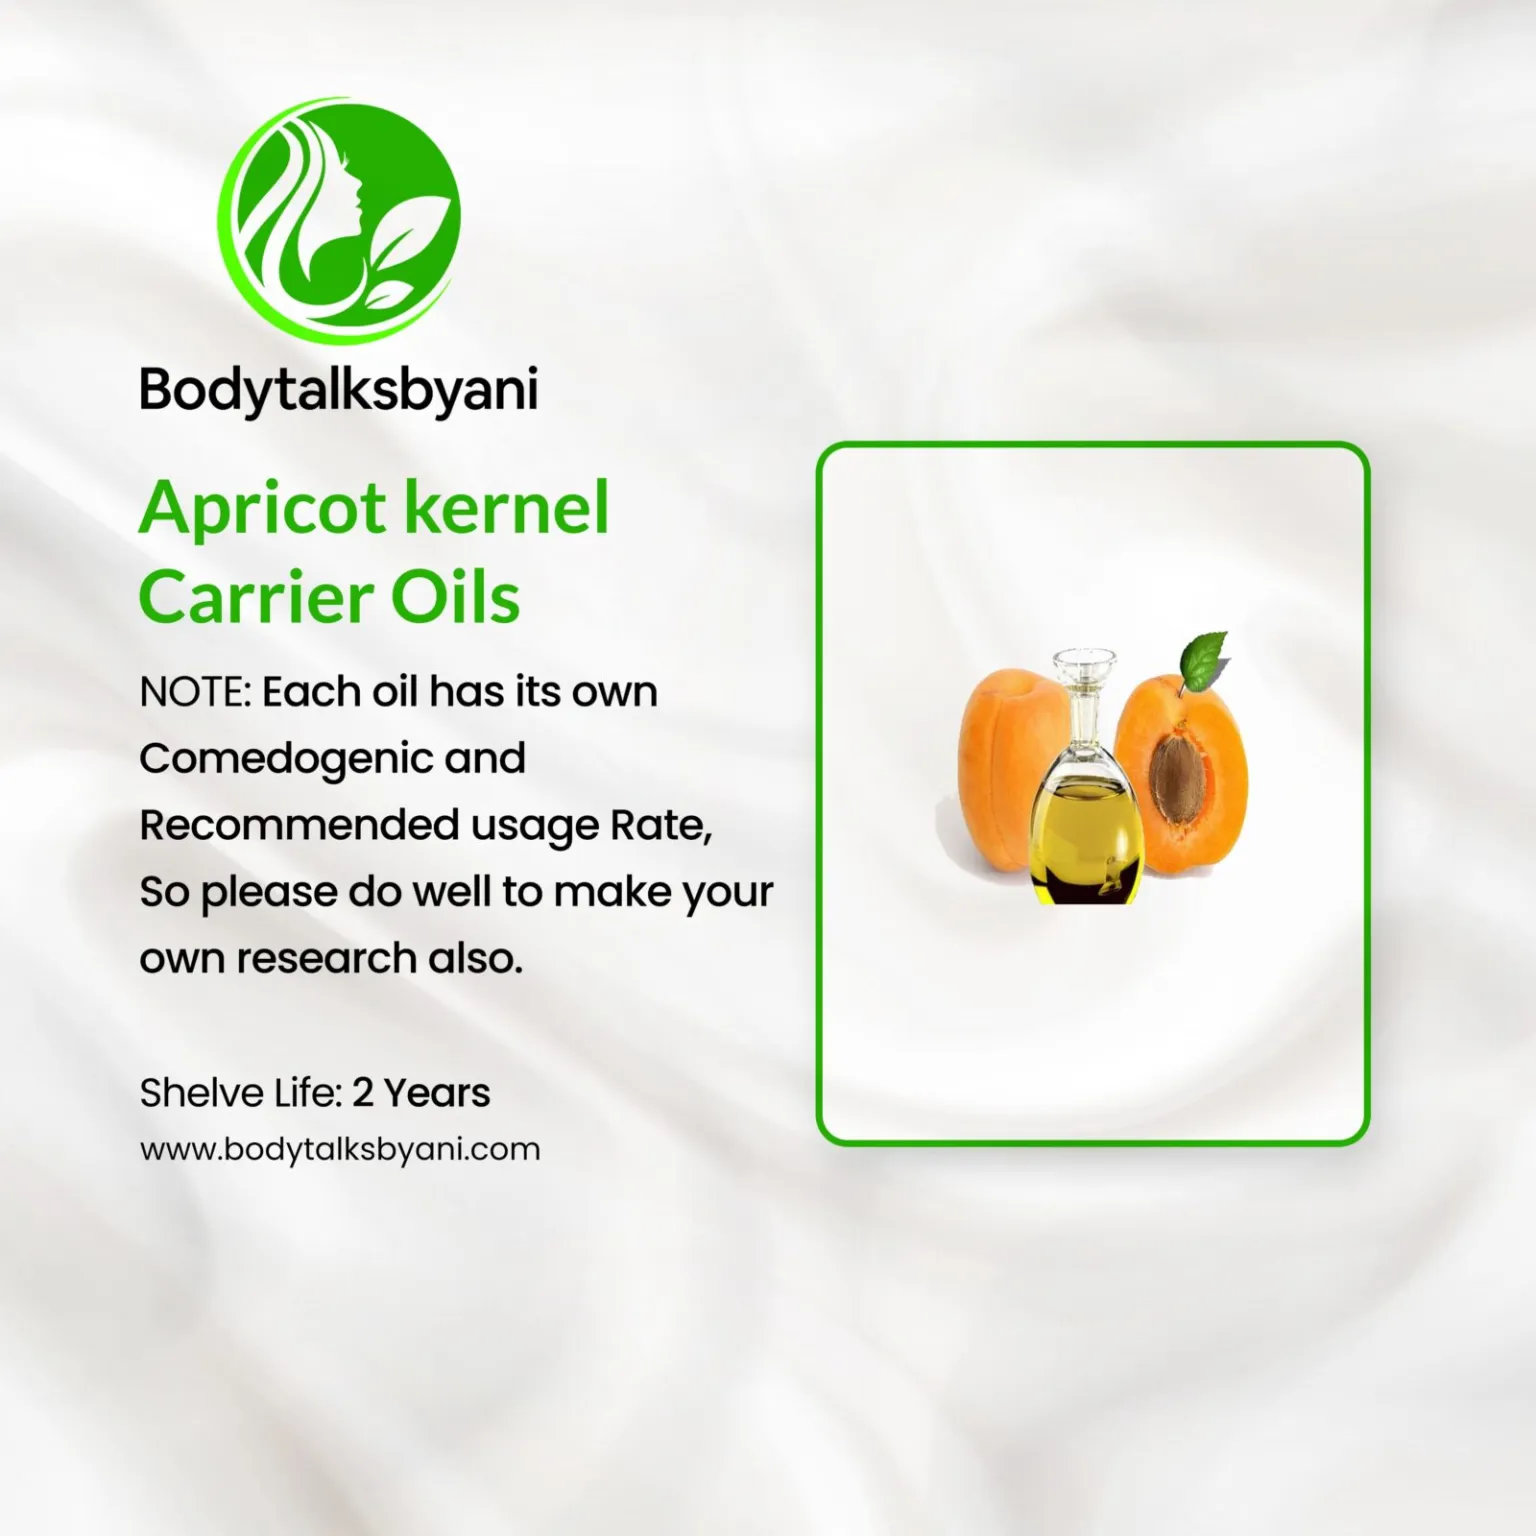 Bodytalksbyani
Apricot kernel
Carrier Oils
NOTE: Each oil has its own
Comedogenic and
Recommended usage Rate,
So please do well to make your
own research also.
Shelve Life: 2 Years
www.bodytalksbyani.com